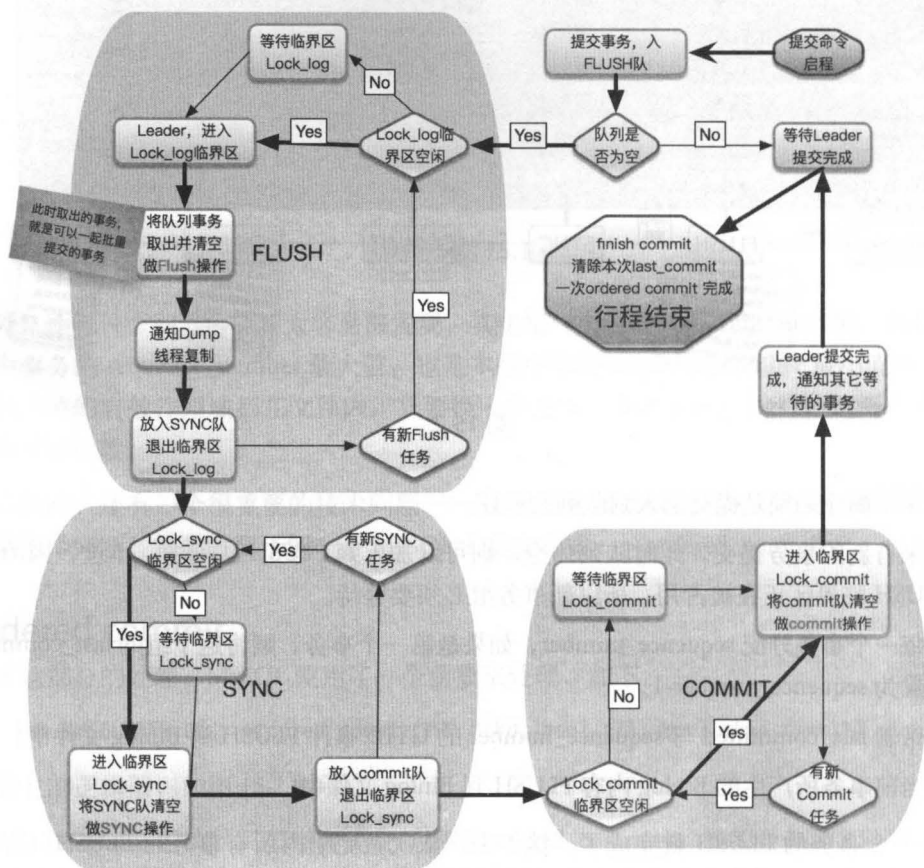 提交命令
启程
提交事务，入
FLUSH队
队列是
否为空
No
等待Leader
提交完成
Yes
Lock_log临
界区空闲
No
等待临界区
Lock_log
Yes
Leader，进入
Lock_log临界区
此时取出的事务，
就是可以一起批量
提交的事务
将队列事务
取出并清空
做Flush操作
FLUSH
通知Dump
线程复制
放入SYNC队
退出临界区
Lock_log
有新Flush
任务
Yes
finish commit
清除本次last_commit
一次ordered commit 完成
行程结束
Leader提交完
成，通知其它等
待的事务
Lock_sync
临界区空闲
Yes
有新SYNC
任务
No
等待临界区
Lock_sync
Yes
SYNC
进入临界区
Lock_sync
将SYNC队清空
做SYNC操作
放入commit队
退出临界区
Lock_sync
Lock_commit
临界区空闲
No
等待临界区
Lock_commit
Yes
COMMIT
进入临界区
Lock_commit
将commit队清空
做commit操作
有新
Commit
任务
Yes